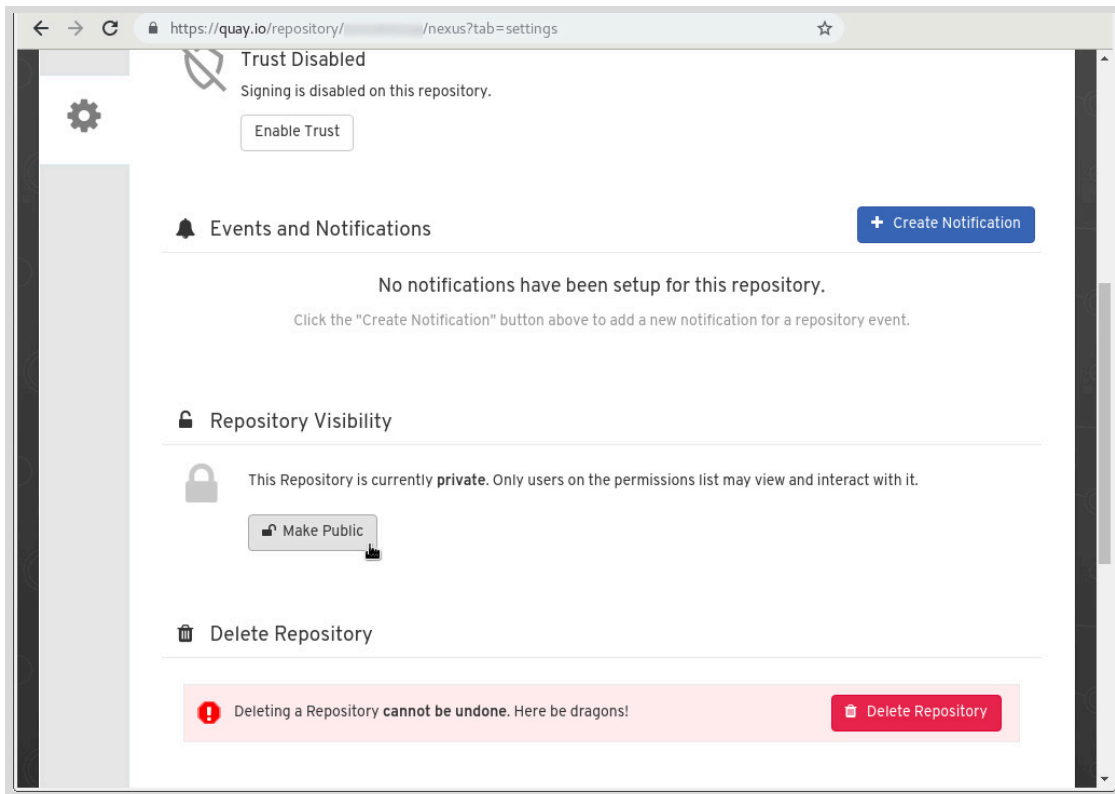 https://quay.io/repository/ /nexus?tab=settings
Trust Disabled
Signing is disabled on this repository.
Enable Trust
Events and Notifications
+ Create Notification
No notifications have been setup for this repository.
Click the "Create Notification" button above to add a new notification for a repository event.
Repository Visibility
This Repository is currently private. Only users on the permissions list may view and interact with it.
Make Public
Delete Repository
Deleting a Repository cannot be undone. Here be dragons!
Delete Repository